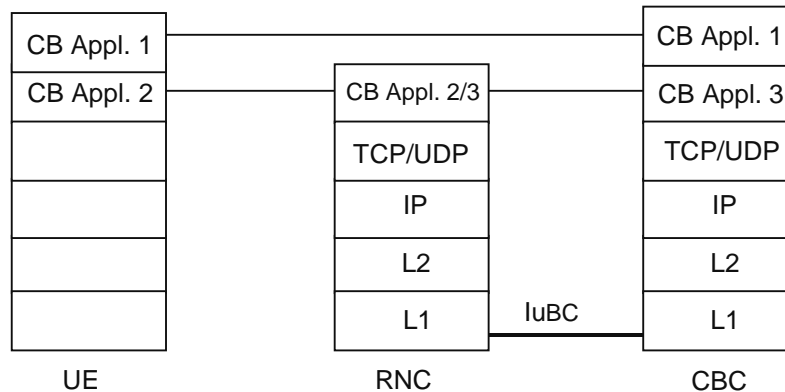 CB Appl. 1 CB Appl. 1
CB Appl. 2 CB Appl. 2/3 CB Appl. 3
TCP/UDP TCP/UDP
IP IP
L2 L2
L1 IuBC L1
UE RNC CBC